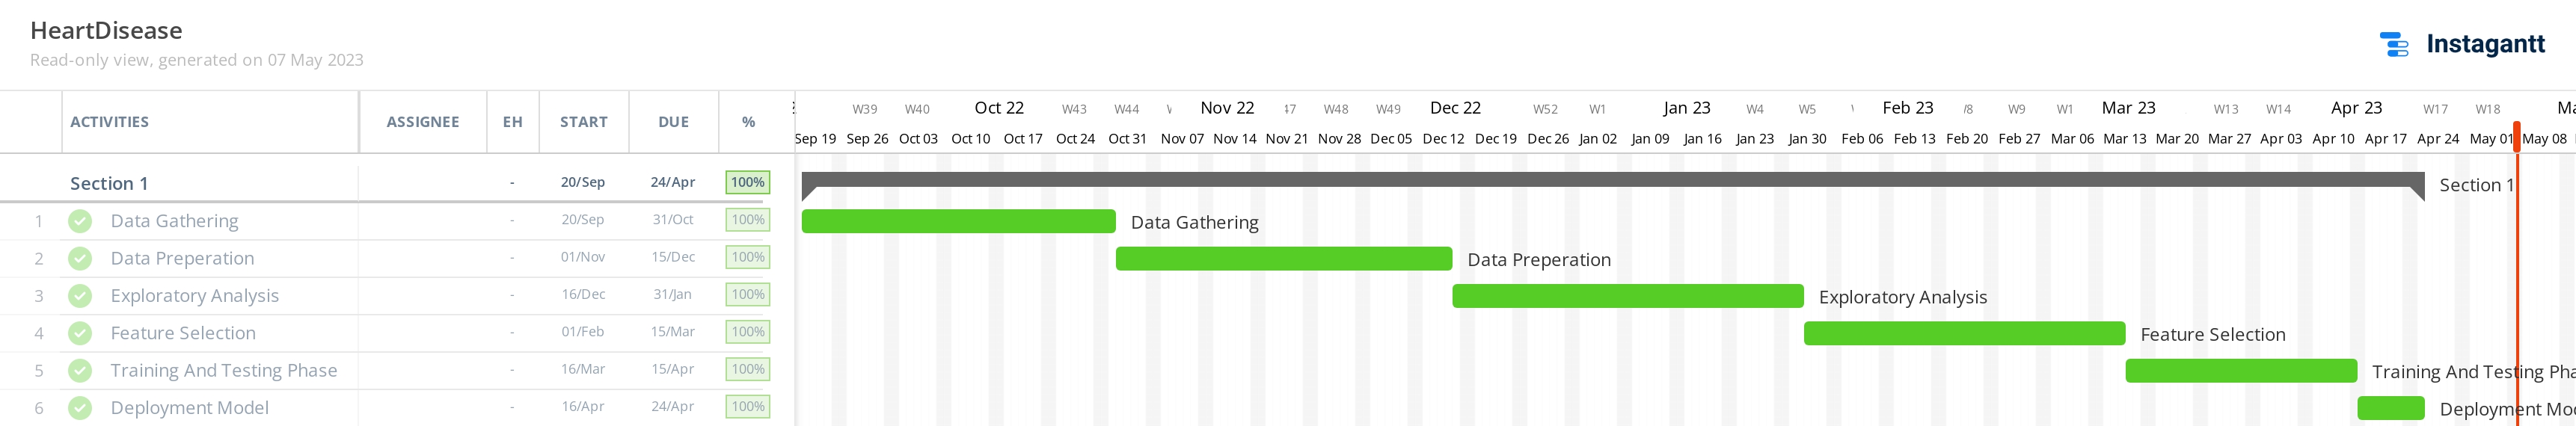 HeartDisease
Read-only view, generated on 07 May 2023
Instagantt
ACTIVITIES ASSIGNEE EH START DUE %
W39 W40 Oct 22 W43 W44 Nov 22 W48 W49 Dec 22 W52 W1 Jan 23 W4 W5 Feb 23 W9 W1 Mar 23 W13 W14 Apr 23 W17 W18
Sep 19 Sep 26 Oct 03 Oct 10 Oct 17 Oct 24 Oct 31 Nov 07 Nov 14 Nov 21 Nov 28 Dec 05 Dec 12 Dec 19 Dec 26 Jan 02 Jan 09 Jan 16 Jan 23 Jan 30 Feb 06 Feb 13 Feb 20 Feb 27 Mar 06 Mar 13 Mar 20 Mar 27 Apr 03 Apr 10 Apr 17 Apr 24 May 01 May 08
Section 1 - 20/Sep 24/Apr 100% Section 1
1 Data Gathering - 20/Sep 31/Oct 100% Data Gathering
2 Data Preperation - 01/Nov 15/Dec 100% Data Preperation
3 Exploratory Analysis - 16/Dec 31/Jan 100% Exploratory Analysis
4 Feature Selection - 01/Feb 15/Mar 100% Feature Selection
5 Training And Testing Phase - 16/Mar 15/Apr 100% Training And Testing Pha
6 Deployment Model - 16/Apr 24/Apr 100% Deployment Mo